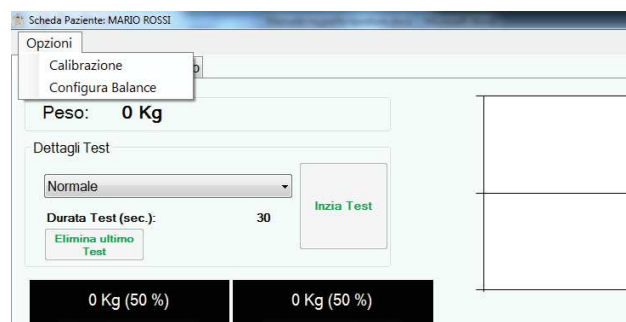 Scheda Paziente: MARIO ROSSI
Opzioni
Calibrazione
Configura Balance
Peso: 0 Kg
Dettagli Test
Normale
Durata Test (sec.): 30
Inzia Test
Elimina ultimo
Test
0 Kg (50 %) 0 Kg (50 %)